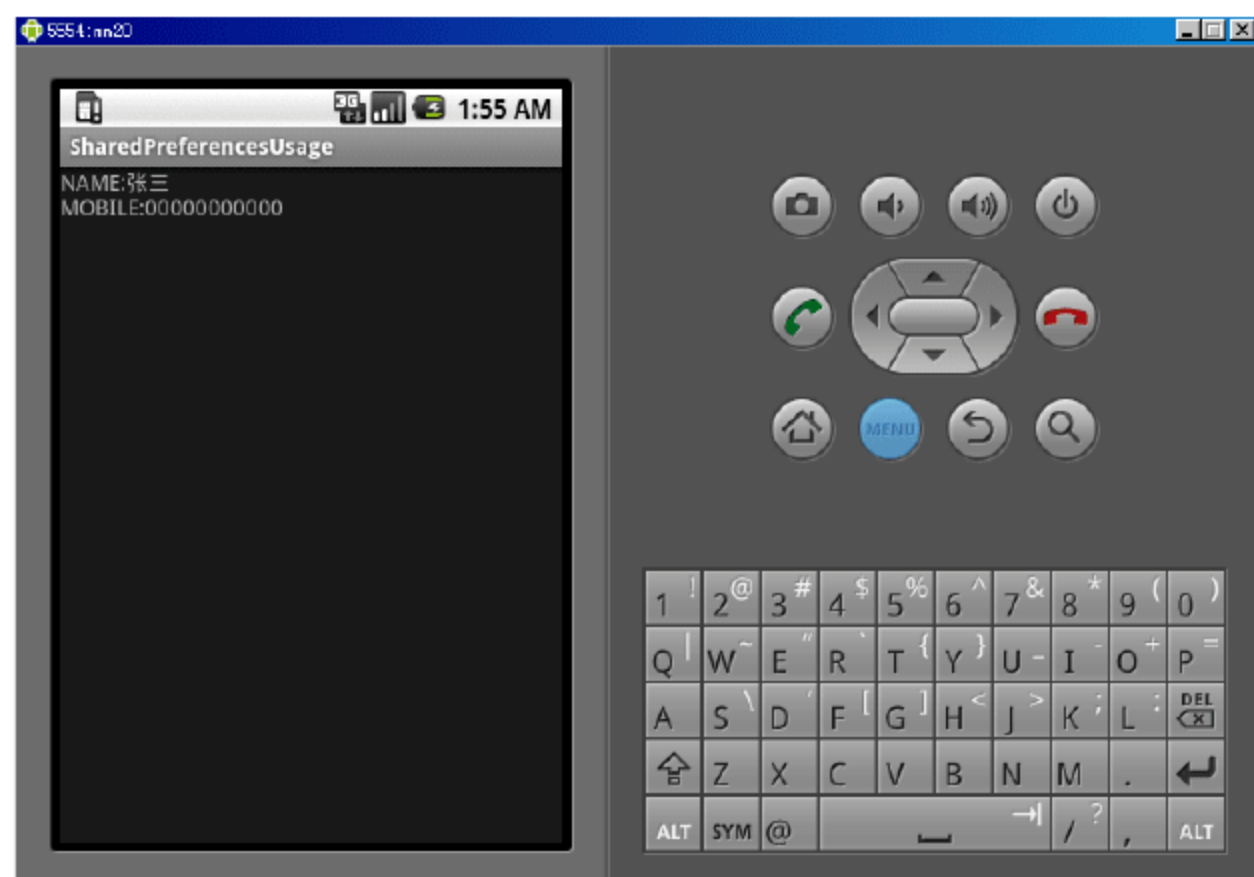 5554:nn20
1:55 AM
SharedPreferencesUsage
NAME:张三
MOBILE:00000000000
MENU
1 ! 2 @ 3 # 4 $ 5 % 6 ^ 7 & 8 * 9 ( 0 )
Q | W ~ E " R ` T { Y } U _ I - O + P =
A S \ D ' F [ G ] H < J > K ; L : DEL
Z X C V B N M .
ALT SYM @ / ? , ALT